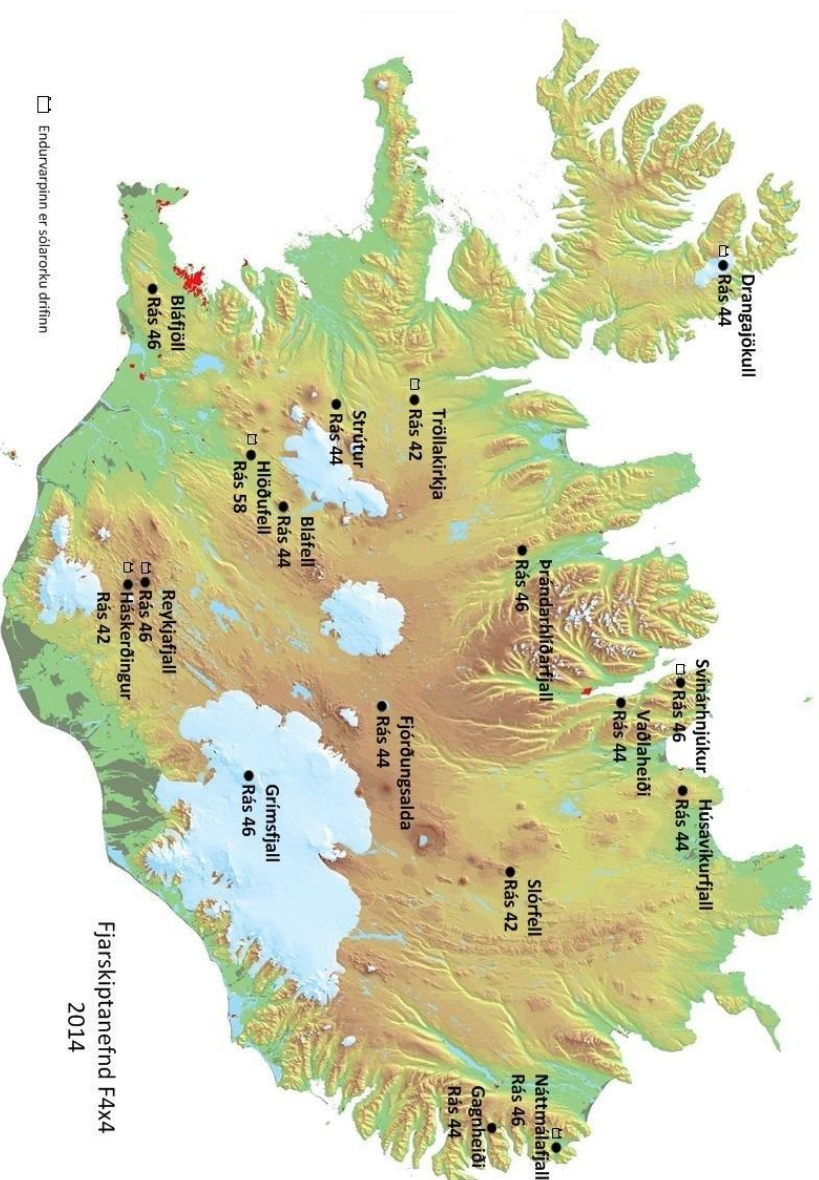 Drangajökull
Rás 44
Tröllakirkja
Rás 42
Strútur
Rás 44
Bláfjöll
Rás 46
Hlöðufell
Rás 58
Bláfell
Rás 44
Þrándarhlíðarfjall
Rás 46
Svínárhnjúkur
Rás 46
Vaðlaheiði
Rás 44
Húsavíkurfjall
Rás 44
Reykjafjall
Rás 46
Háskerðingur
Rás 42
Fjórðungsalda
Rás 44
Grímsfjall
Rás 46
Slórfell
Rás 42
Náttmálafjall
Rás 46
Gagnheiði
Rás 44
Endurvarpinn er sólarorku drifinn
Fjarskiptanefnd F4x4
2014